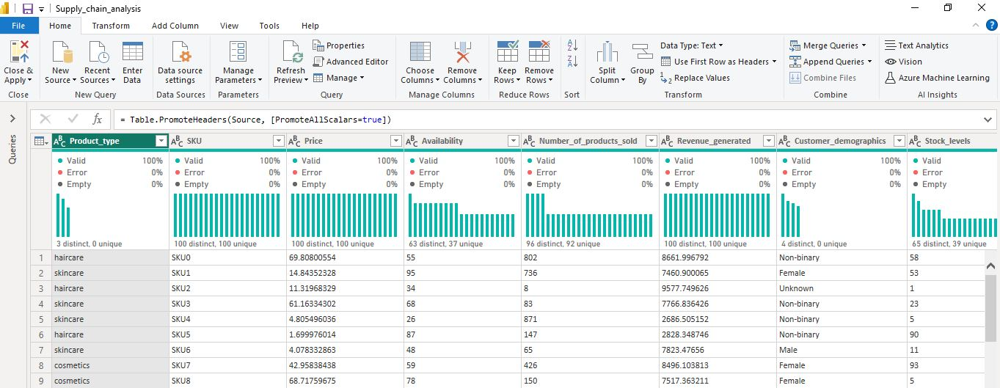 Supply_chain_analysis
File Home Transform Add Column View Tools Help
Close & Apply
New Source
Recent Sources
Enter Data
Data source settings
Manage Parameters
Refresh Preview
Properties
Advanced Editor
Manage
Choose Columns
Remove Columns
Keep Rows
Remove Rows
Split Column
Group By
Data Type: Text
Use First Row as Headers
Replace Values
Merge Queries
Append Queries
Combine Files
Text Analytics
Vision
Azure Machine Learning
Close New Query Data Sources Parameters Query Manage Columns Reduce Rows Sort Transform Combine AI Insights
Queries
fx = Table.PromoteHeaders(Source, [PromoteAllScalars=true])
ABC Product_type ABC SKU ABC Price ABC Availability ABC Number_of_products_sold ABC Revenue_generated ABC Customer_demographics ABC Stock_levels
Valid 100% Valid 100% Valid 100% Valid 100% Valid 100% Valid 100% Valid 100% Valid
Error 0% Error 0% Error 0% Error 0% Error 0% Error 0% Error 0% Error
Empty 0% Empty 0% Empty 0% Empty 0% Empty 0% Empty 0% Empty 0% Empty
3 distinct, 0 unique 100 distinct, 100 unique 100 distinct, 100 unique 63 distinct, 37 unique 96 distinct, 92 unique 100 distinct, 100 unique 4 distinct, 0 unique 65 distinct, 39 unique
1 haircare SKU0 69.80800554 55 802 8661.996792 Non-binary 58
2 skincare SKU1 14.84352328 95 736 7460.900065 Female 53
3 haircare SKU2 11.31968329 34 8 9577.749626 Unknown 1
4 skincare SKU3 61.16334302 68 83 7766.836426 Non-binary 23
5 skincare SKU4 4.805496036 26 871 2686.505152 Non-binary 5
6 haircare SKU5 1.699976014 87 147 2828.348746 Non-binary 90
7 skincare SKU6 4.078332863 48 65 7823.47656 Male 11
8 cosmetics SKU7 42.95838438 59 426 8496.103813 Female 93
9 cosmetics SKU8 68.71759675 78 150 7517.363211 Female 5